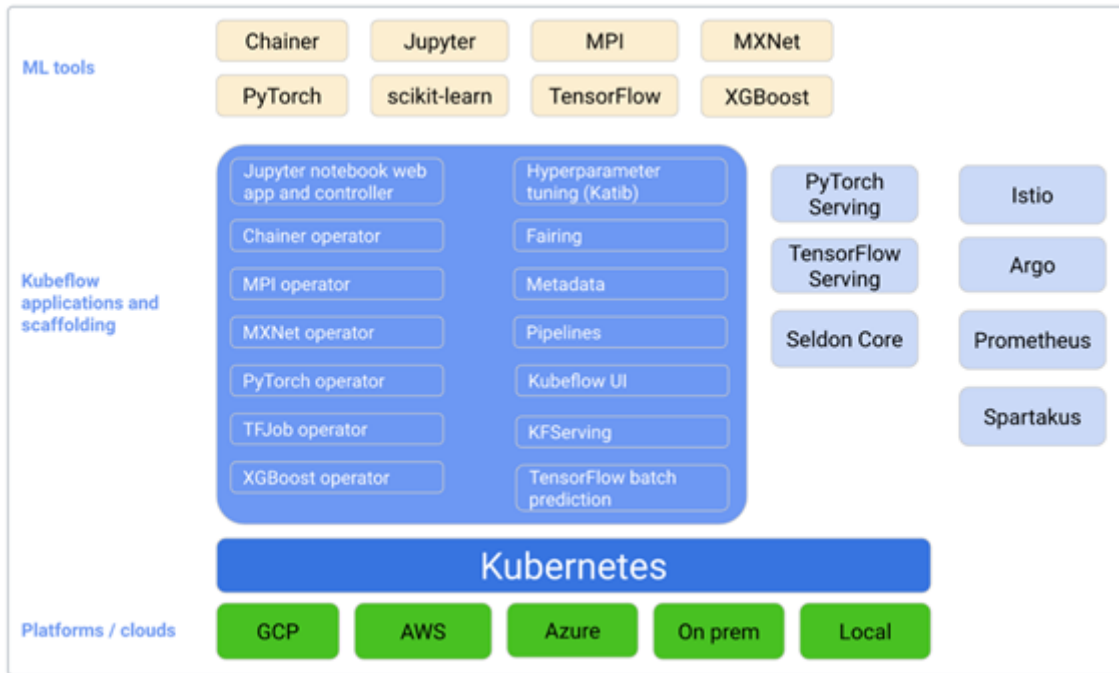 ML tools
Chainer
Jupyter
MPI
MXNet
PyTorch
scikit-learn
TensorFlow
XGBoost
Kubeflow
applications and
scaffolding
Jupyter notebook web
app and controller
Chainer operator
MPI operator
MXNet operator
PyTorch operator
TFJob operator
XGBoost operator
Hyperparameter
tuning (Katib)
Fairing
Metadata
Pipelines
Kubeflow UI
KFServing
TensorFlow batch
prediction
PyTorch
Serving
TensorFlow
Serving
Seldon Core
Istio
Argo
Prometheus
Spartakus
Kubernetes
Platforms / clouds
GCP
AWS
Azure
On prem
Local